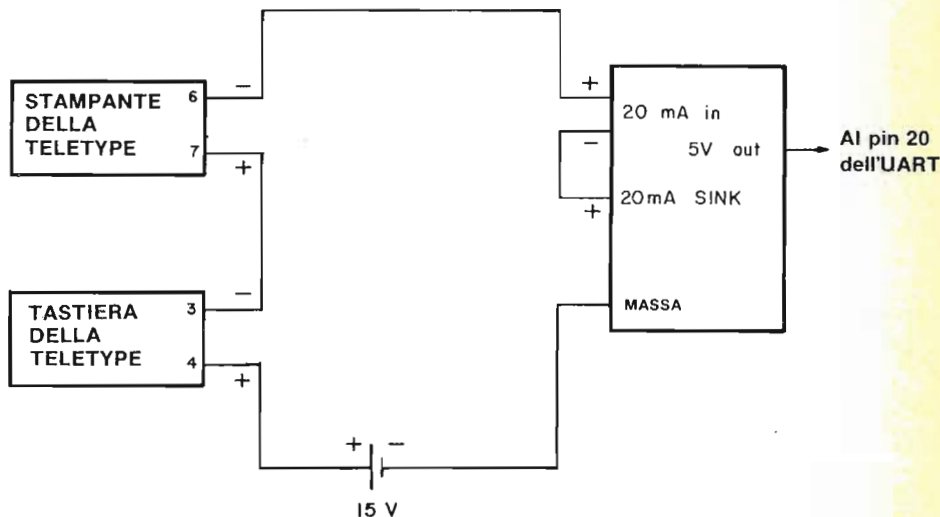 STAMPANTE
DELLA
TELETYPE
6
7
−
+
TASTIERA
DELLA
TELETYPE
3
4
−
+
+ −
15 V
+
20 mA in
−
5V out
+
20mA SINK
MASSA
Al pin 20
dell'UART